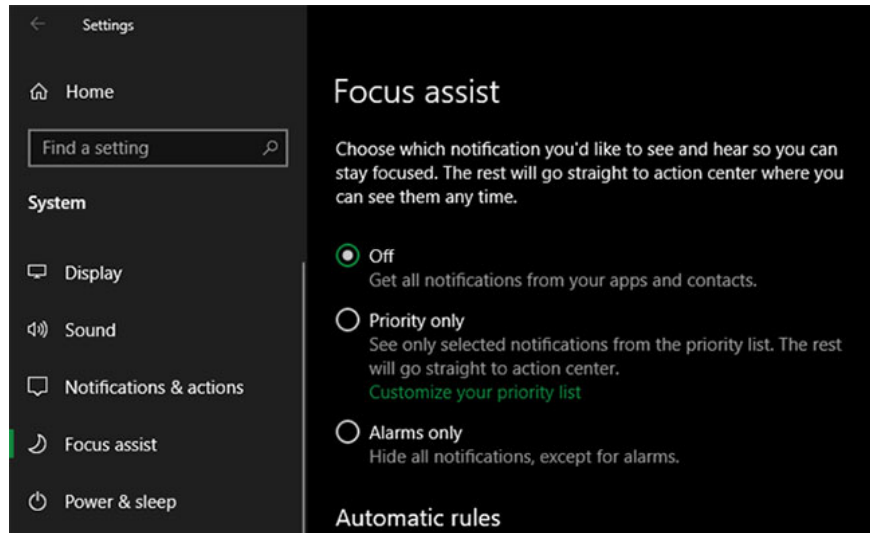 Settings
Home
Find a setting
System
Display
Sound
Notifications & actions
Focus assist
Power & sleep
Focus assist
Choose which notification you'd like to see and hear so you can
stay focused. The rest will go straight to action center where you
can see them any time.
Off
Get all notifications from your apps and contacts.
Priority only
See only selected notifications from the priority list. The rest
will go straight to action center.
Customize your priority list
Alarms only
Hide all notifications, except for alarms.
Automatic rules